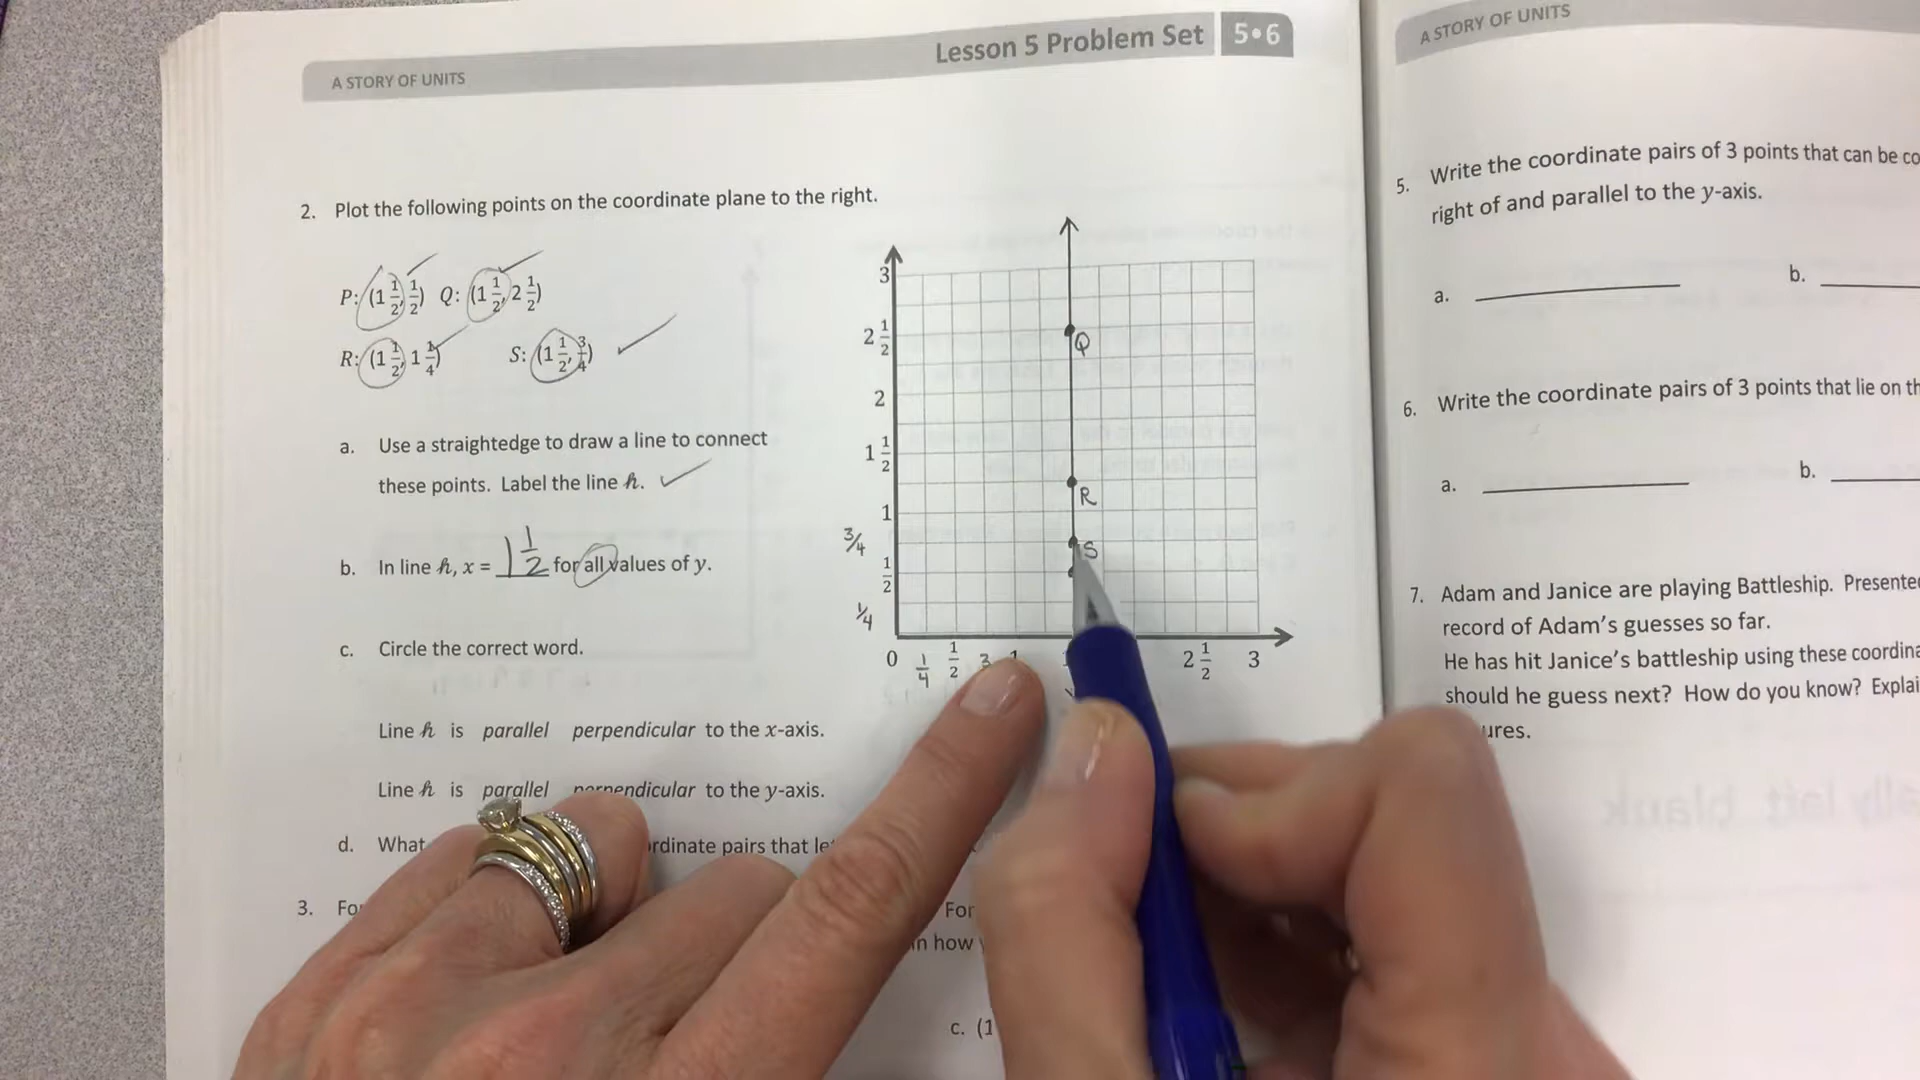 A STORY OF UNITS
Lesson 5 Problem Set 5•6
2. Plot the following points on the coordinate plane to the right.
P: (1 1/2, 1/2) Q: (1 1/2, 2 1/2)
R: (1 1/2, 1 1/4) S: (1 1/2, 3/4)
a. Use a straightedge to draw a line to connect
these points. Label the line h.
b. In line h, x = 1 1/2 for all values of y.
c. Circle the correct word.
Line h is parallel perpendicular to the x-axis.
Line h is parallel perpendicular to the y-axis.
d. What
rdinate pairs that
3.
For
n how
c. (1
3
2 1/2
2
1 1/2
1
3/4
1/2
1/4
Q
R
S
0 1/4 1/2 3 2 1/2 3
A STORY OF UNITS
5. Write the coordinate pairs of 3 points that can be
right of and parallel to the y-axis.
a. b.
6. Write the coordinate pairs of 3 points that lie on
a. b.
7. Adam and Janice are playing Battleship.
record of Adam's guesses so far.
He has hit Janice's battleship using these
should he guess next? How do you know?
ures.